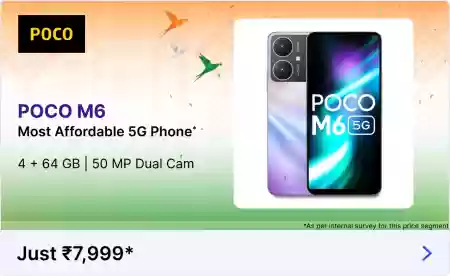 POCO
POCO M6
Most Affordable 5G Phone*
4 + 64 GB | 50 MP Dual Cam
POCO
M6 5G
*As per internal survey for this price segment
Just ₹7,999*